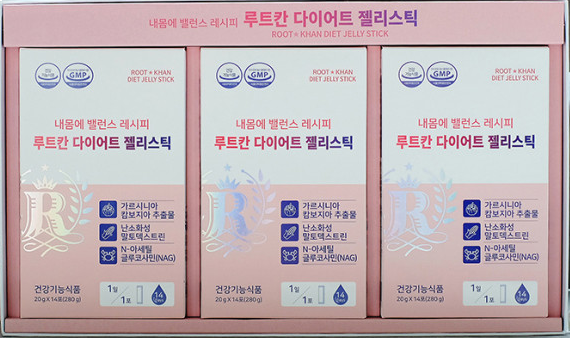 내몸에 밸런스 레시피 루트칸 다이어트 젤리스틱
ROOT★KHAN DIET JELLY STICK
GMP
ROOT★KHAN
DIET JELLY STICK
내몸에 밸런스 레시피
루트칸 다이어트 젤리스틱
R
가르시니아
캄보지아 추출물
난소화성
말토덱스트린
N-아세틸
글루코사민(NAG)
건강기능식품
20g X 14포(280g)
1일
1포
14
Days
GMP
ROOT★KHAN
DIET JELLY STICK
내몸에 밸런스 레시피
루트칸 다이어트 젤리스틱
R
가르시니아
캄보지아 추출물
난소화성
말토덱스트린
N-아세틸
글루코사민(NAG)
건강기능식품
20g X 14포(280g)
1일
1포
14
Days
GMP
ROOT★KHAN
DIET JELLY STICK
내몸에 밸런스 레시피
루트칸 다이어트 젤리스틱
R
가르시니아
캄보지아 추출물
난소화성
말토덱스트린
N-아세틸
글루코사민(NAG)
건강기능식품
20g X 14포(280g)
1일
1포
14
Days